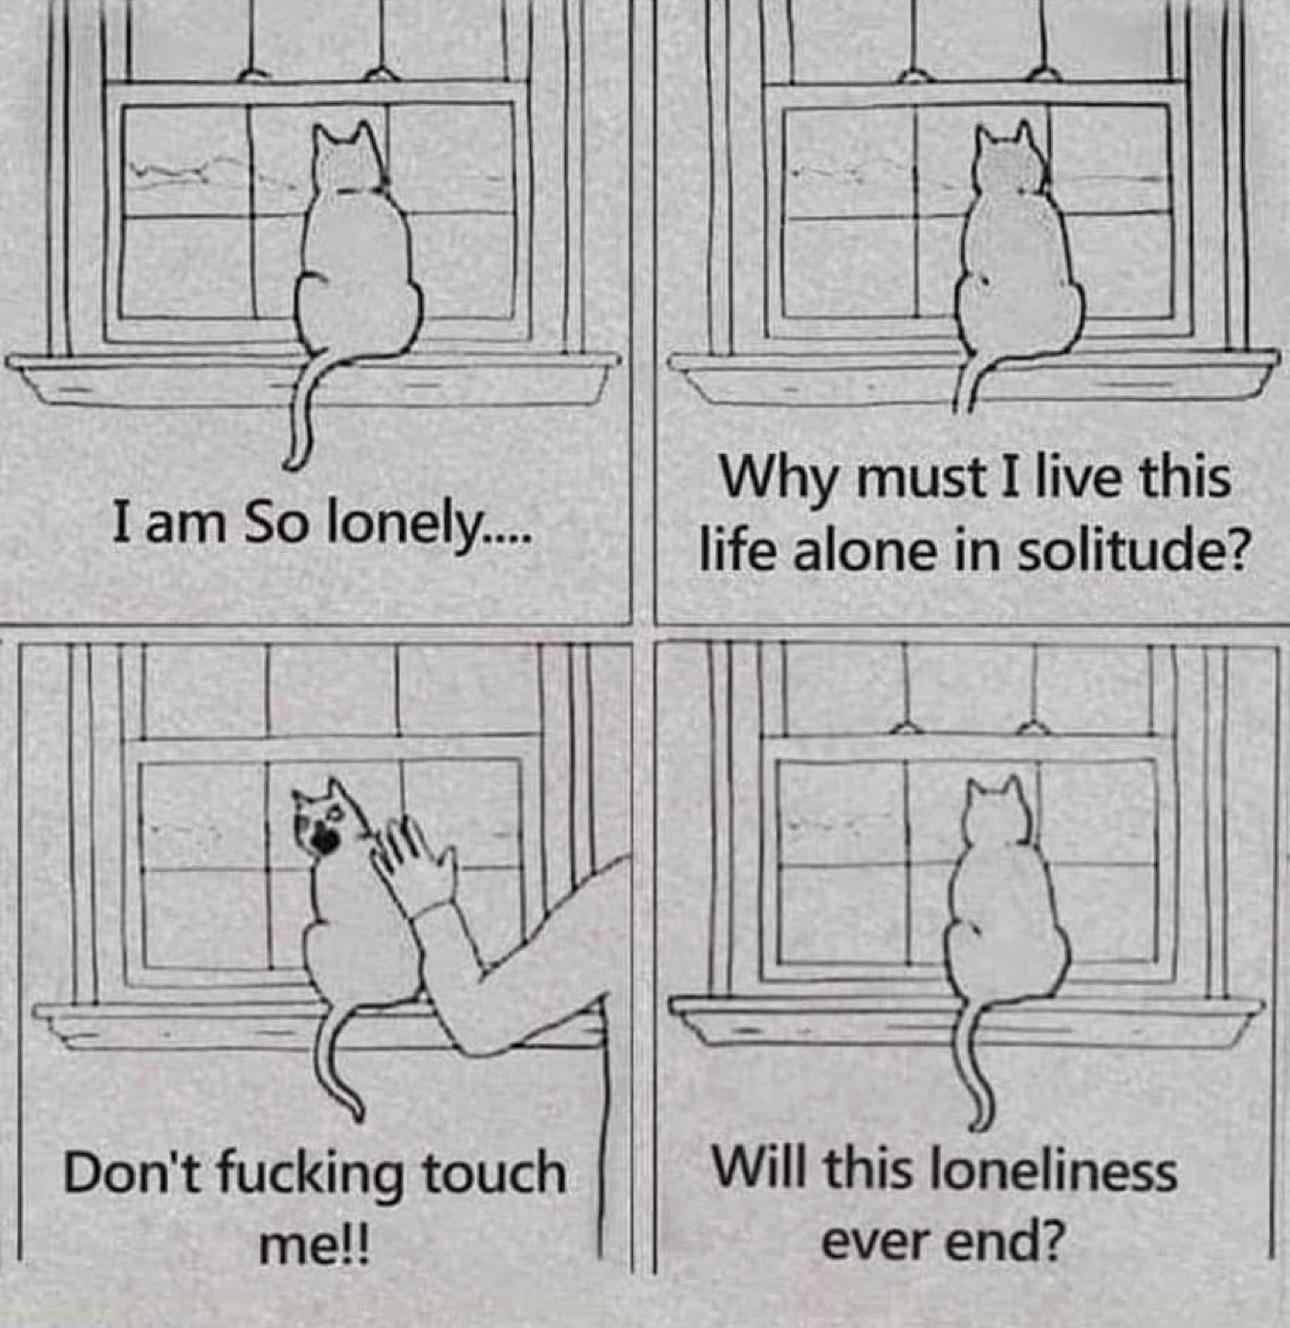 I am So lonely....
Why must I live this
life alone in solitude?
Don't fucking touch
me!!
Will this loneliness
ever end?